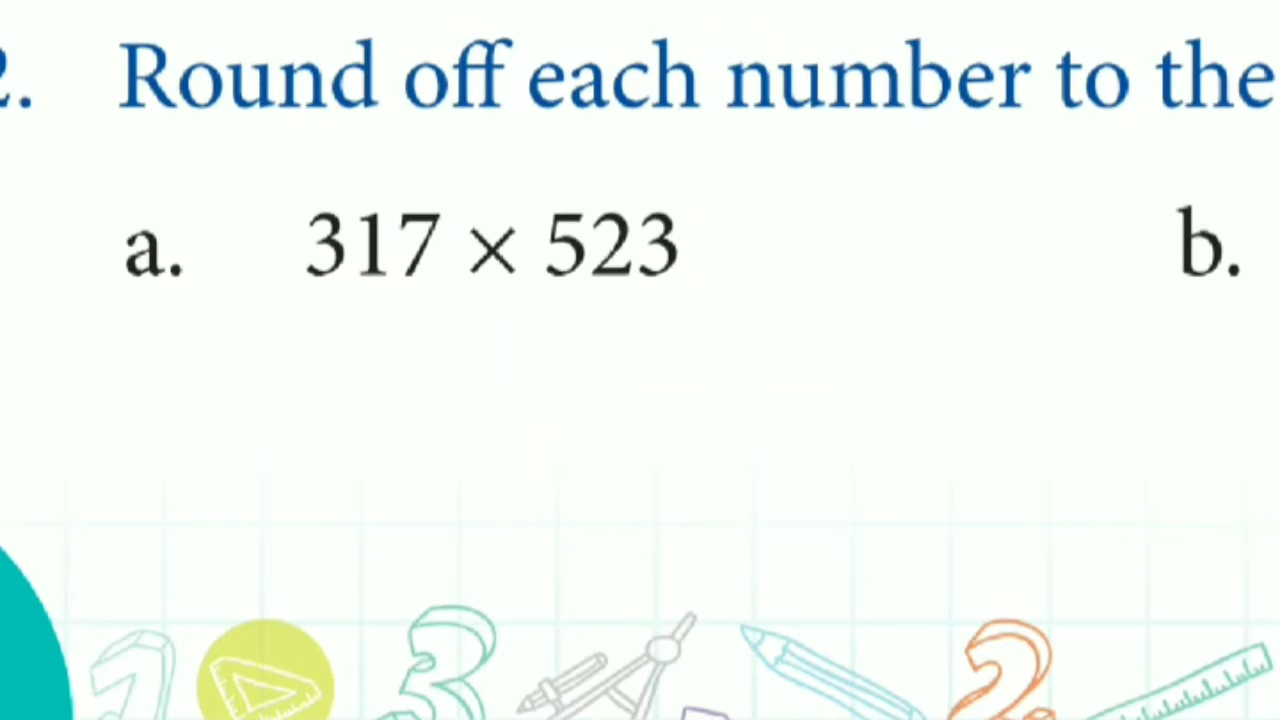 2. Round off each number to the
a. 317 × 523 b.